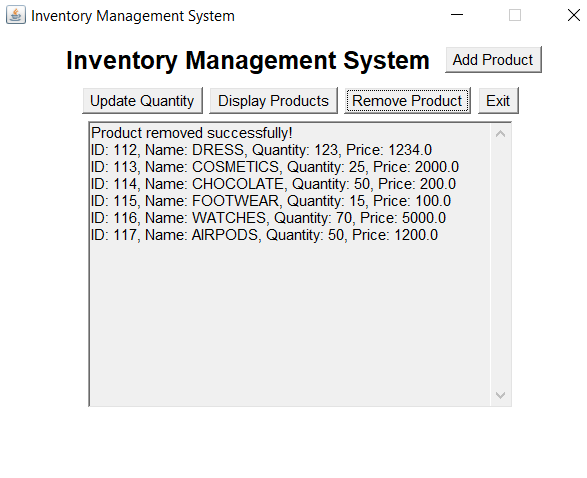 Inventory Management System
Inventory Management System
Add Product
Update Quantity Display Products Remove Product Exit
Product removed successfully!
ID: 112, Name: DRESS, Quantity: 123, Price: 1234.0
ID: 113, Name: COSMETICS, Quantity: 25, Price: 2000.0
ID: 114, Name: CHOCOLATE, Quantity: 50, Price: 200.0
ID: 115, Name: FOOTWEAR, Quantity: 15, Price: 100.0
ID: 116, Name: WATCHES, Quantity: 70, Price: 5000.0
ID: 117, Name: AIRPODS, Quantity: 50, Price: 1200.0